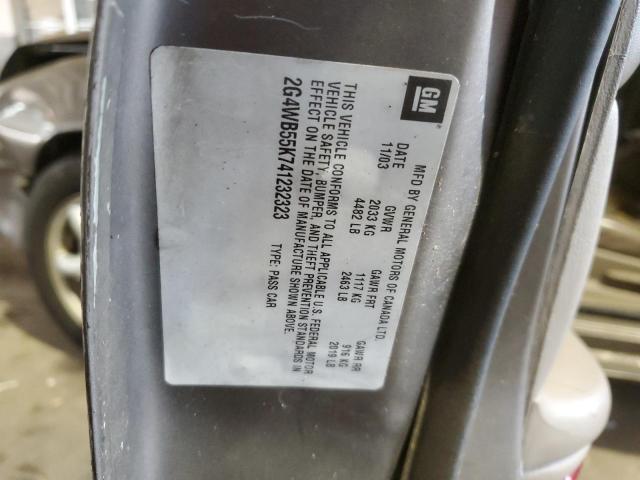 GM
MFD BY GENERAL MOTORS OF CANADA LTD.
DATE GVWR GAWR FRT GAWR RR
11/03 2033 KG 1117 KG 916 KG
4482 LB 2463 LB 2019 LB
THIS VEHICLE CONFORMS TO ALL APPLICABLE U.S. FEDERAL MOTOR
VEHICLE SAFETY, BUMPER, AND THEFT PREVENTION STANDARDS IN
EFFECT ON THE DATE OF MANUFACTURE SHOWN ABOVE.
2G4WB55K741232323 TYPE: PASS CAR